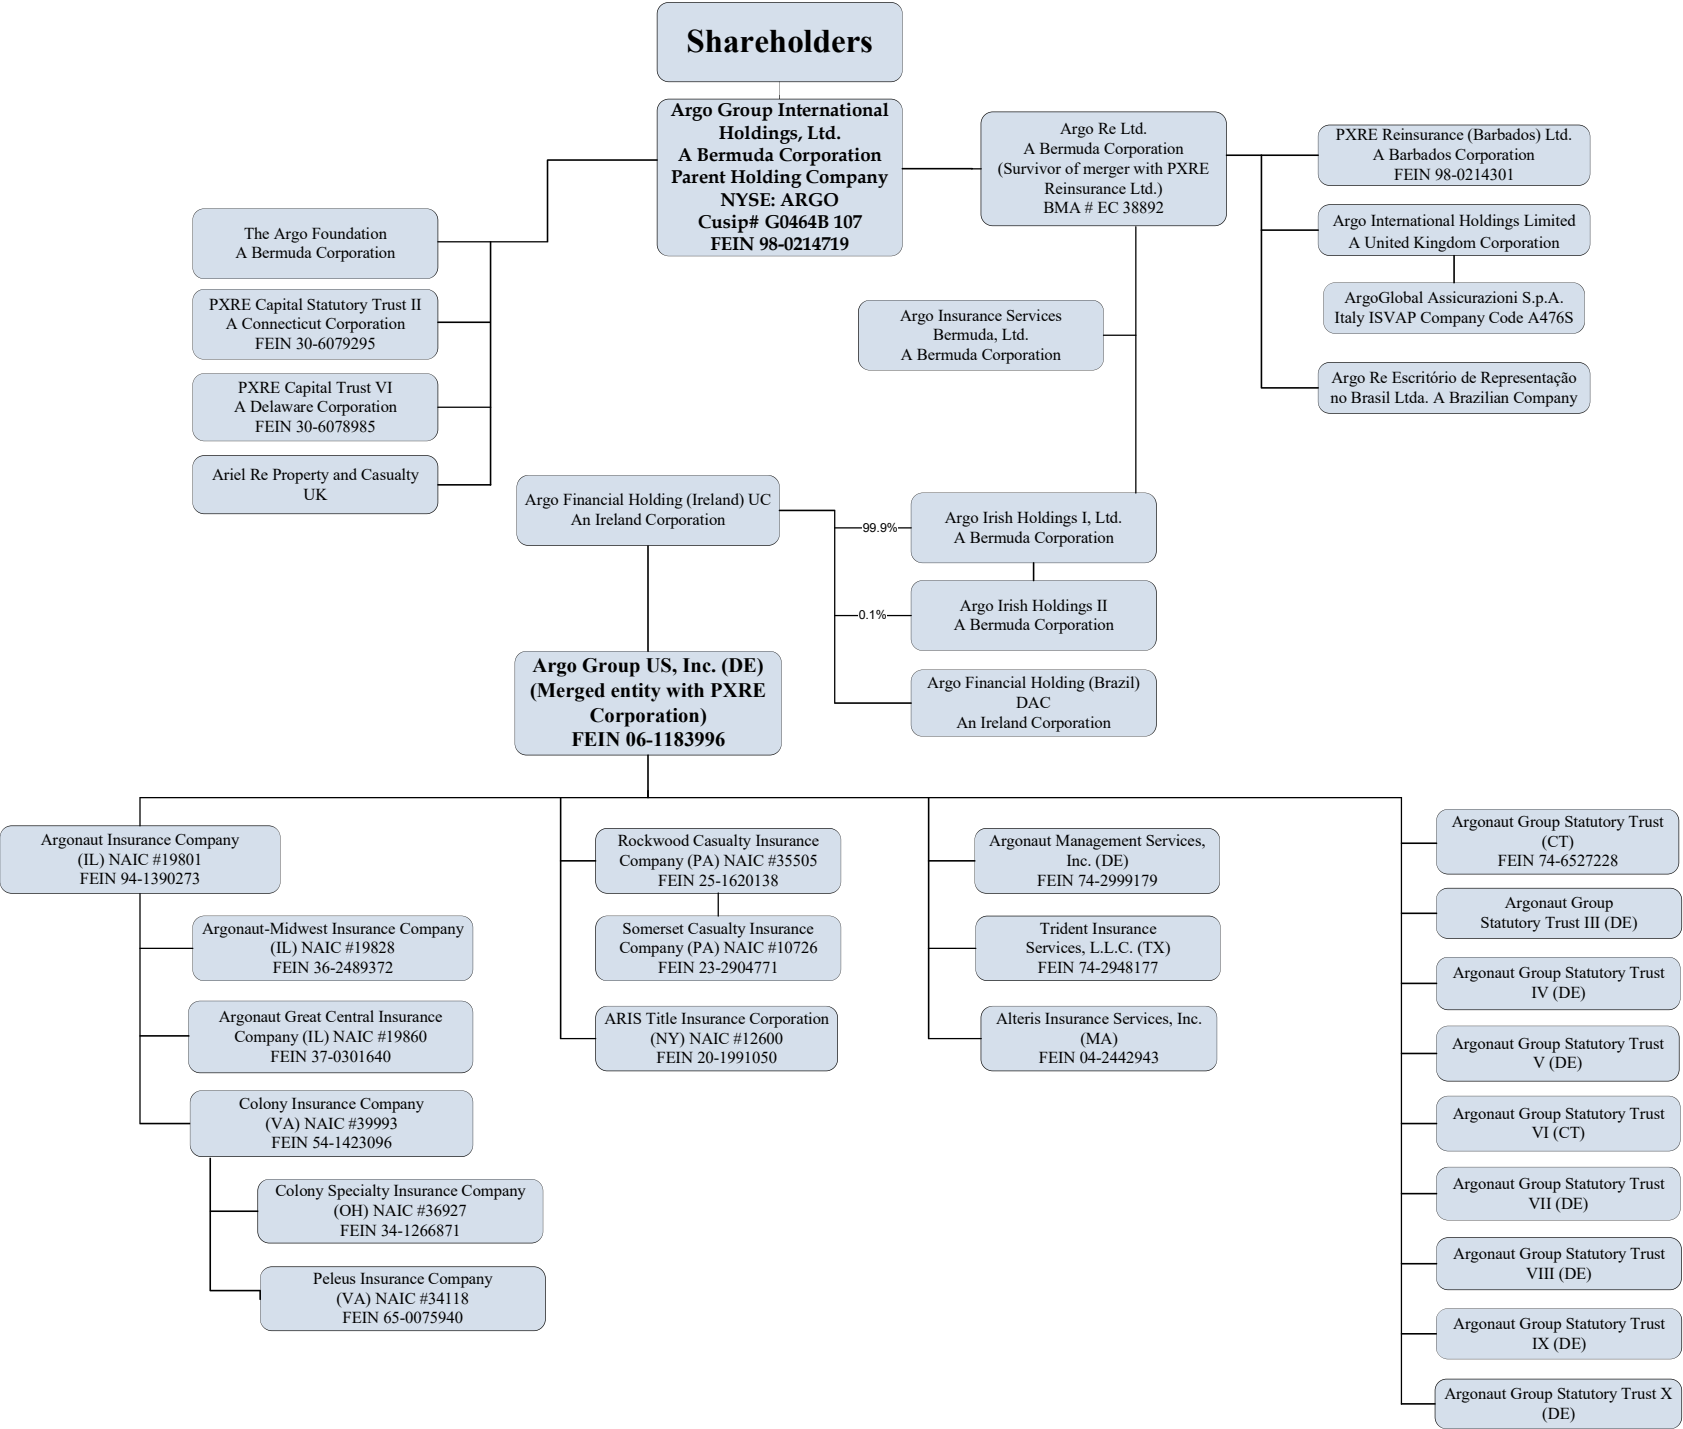 Shareholders
Argo Group International
Holdings, Ltd.
A Bermuda Corporation
Parent Holding Company
NYSE: ARGO
Cusip# G0464B 107
FEIN 98-0214719
Argo Re Ltd.
A Bermuda Corporation
(Survivor of merger with PXRE
Reinsurance Ltd.)
BMA # EC 38892
PXRE Reinsurance (Barbados) Ltd.
A Barbados Corporation
FEIN 98-0214301
Argo International Holdings Limited
A United Kingdom Corporation
ArgoGlobal Assicurazioni S.p.A.
Italy ISVAP Company Code A476S
Argo Re Escritório de Representação
no Brasil Ltda. A Brazilian Company
The Argo Foundation
A Bermuda Corporation
PXRE Capital Statutory Trust II
A Connecticut Corporation
FEIN 30-6079295
PXRE Capital Trust VI
A Delaware Corporation
FEIN 30-6078985
Ariel Re Property and Casualty
UK
Argo Insurance Services
Bermuda, Ltd.
A Bermuda Corporation
Argo Financial Holding (Ireland) UC
An Ireland Corporation
99.9%
Argo Irish Holdings I, Ltd.
A Bermuda Corporation
0.1%
Argo Irish Holdings II
A Bermuda Corporation
Argo Financial Holding (Brazil)
DAC
An Ireland Corporation
Argo Group US, Inc. (DE)
(Merged entity with PXRE
Corporation)
FEIN 06-1183996
Argonaut Insurance Company
(IL) NAIC #19801
FEIN 94-1390273
Argonaut-Midwest Insurance Company
(IL) NAIC #19828
FEIN 36-2489372
Argonaut Great Central Insurance
Company (IL) NAIC #19860
FEIN 37-0301640
Colony Insurance Company
(VA) NAIC #39993
FEIN 54-1423096
Colony Specialty Insurance Company
(OH) NAIC #36927
FEIN 34-1266871
Peleus Insurance Company
(VA) NAIC #34118
FEIN 65-0075940
Rockwood Casualty Insurance
Company (PA) NAIC #35505
FEIN 25-1620138
Somerset Casualty Insurance
Company (PA) NAIC #10726
FEIN 23-2904771
ARIS Title Insurance Corporation
(NY) NAIC #12600
FEIN 20-1991050
Argonaut Management Services,
Inc. (DE)
FEIN 74-2999179
Trident Insurance
Services, L.L.C. (TX)
FEIN 74-2948177
Alteris Insurance Services, Inc.
(MA)
FEIN 04-2442943
Argonaut Group Statutory Trust
(CT)
FEIN 74-6527228
Argonaut Group
Statutory Trust III (DE)
Argonaut Group Statutory Trust
IV (DE)
Argonaut Group Statutory Trust
V (DE)
Argonaut Group Statutory Trust
VI (CT)
Argonaut Group Statutory Trust
VII (DE)
Argonaut Group Statutory Trust
VIII (DE)
Argonaut Group Statutory Trust
IX (DE)
Argonaut Group Statutory Trust X
(DE)